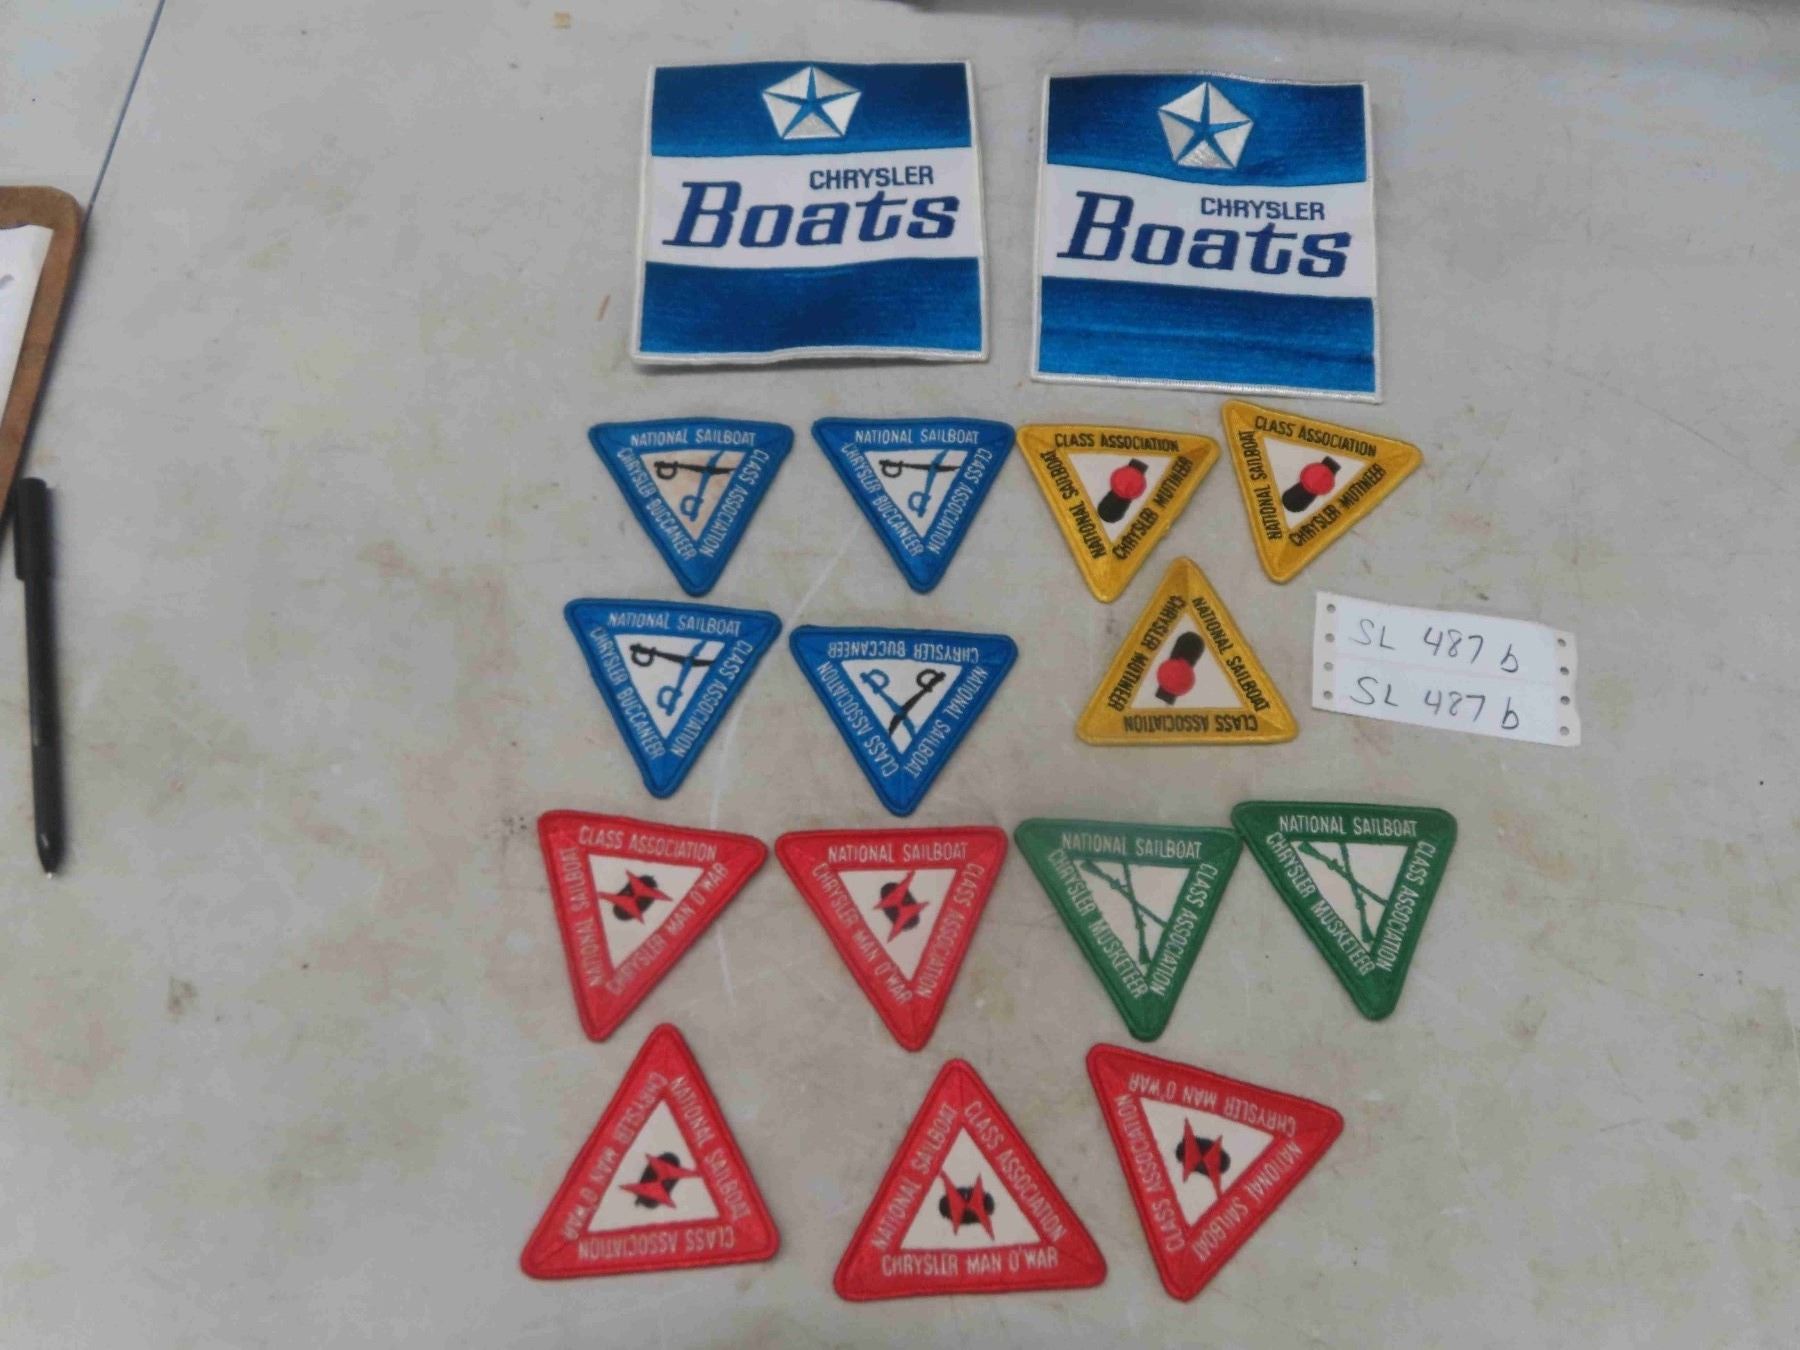 CHRYSLER
Boats
CHRYSLER
Boats
NATIONAL SAILBOAT
CLASS ASSOCIATION
CHRYSLER BUCCANEER
NATIONAL SAILBOAT
CLASS ASSOCIATION
CHRYSLER BUCCANEER
CLASS ASSOCIATION
CHRYSLER MUTINEER
NATIONAL SAILBOAT
CLASS ASSOCIATION
CHRYSLER MUTINEER
NATIONAL SAILBOAT
NATIONAL SAILBOAT
CLASS ASSOCIATION
CHRYSLER BUCCANEER
CHRYSLER BUCCANEER
NATIONAL SAILBOAT
CLASS ASSOCIATION
CHRYSLER MUTINEER
NATIONAL SAILBOAT
CLASS ASSOCIATION
SL 487 b
SL 487 b
CLASS ASSOCIATION
NATIONAL SAILBOAT
CHRYSLER MAN O'WAR
NATIONAL SAILBOAT
CLASS ASSOCIATION
CHRYSLER MAN O'WAR
NATIONAL SAILBOAT
CLASS ASSOCIATION
CHRYSLER MUSKETEER
NATIONAL SAILBOAT
CLASS ASSOCIATION
CHRYSLER MUSKETEER
CHRYSLER MAN O'WAR
NATIONAL SAILBOAT
CLASS ASSOCIATION
NATIONAL SAILBOAT
CLASS ASSOCIATION
CHRYSLER MAN O'WAR
CHRYSLER MAN O'WAR
NATIONAL SAILBOAT
CLASS ASSOCIATION